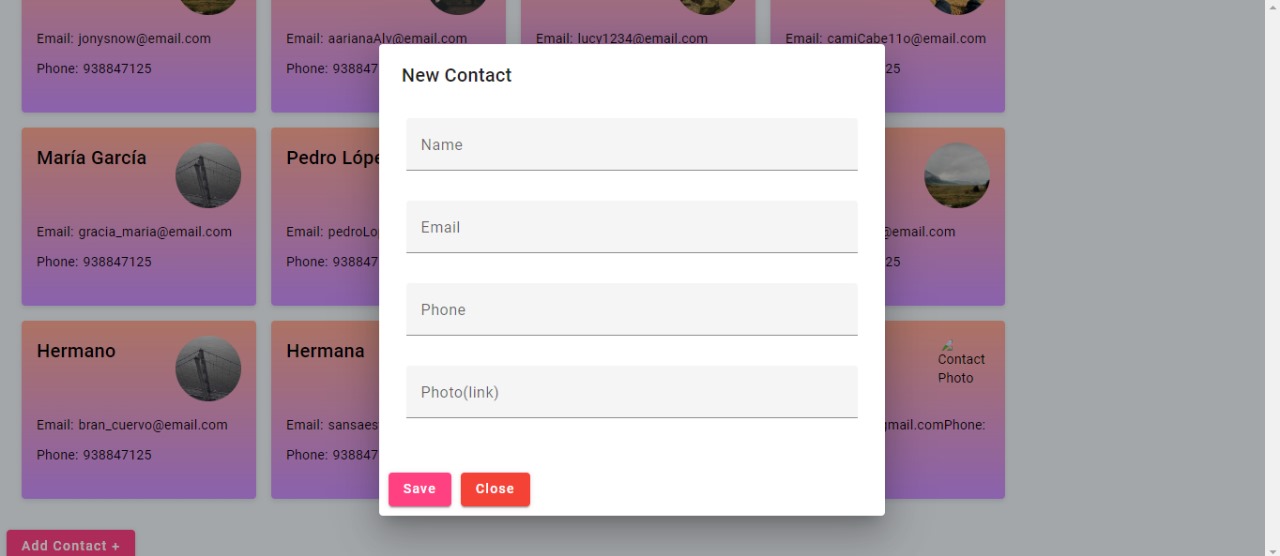 Email: jonysnow@email.com
Phone: 938847125
Email: aarianaAlv@email.com
Phone: 938847
Email: lucy1234@email.com
Email: camiCabe11o@email.com
25
New Contact
Name
Email
Phone
Photo(link)
Save
Close
María García
Email: gracia_maria@email.com
Phone: 938847125
Pedro Lópe
Email: pedroLo
Phone: 938847
@email.com
25
Hermano
Email: bran_cuervo@email.com
Phone: 938847125
Hermana
Email: sansaes
Phone: 938847
Contact
Photo
gmail.comPhone:
Add Contact +